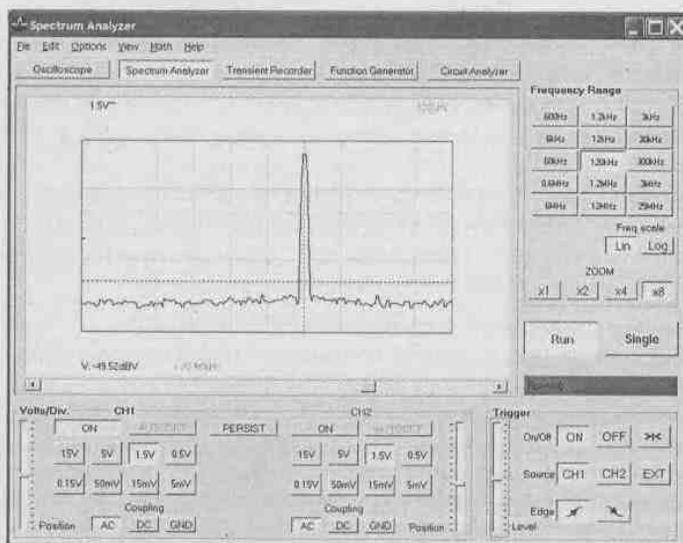 Spectrum Analyzer
File Edit Options View Math Help
Oscilloscope Spectrum Analyzer Transient Recorder Function Generator Circuit Analyzer
1.5V
V: -49.52dBV
Frequency Range
600Hz 1.2kHz 3kHz
6kHz 12kHz 30kHz
60kHz 120kHz 300kHz
0.6MHz 1.2MHz 3MHz
6MHz 12MHz 25MHz
Freq scale
Lin Log
ZOOM
x1 x2 x4 x8
Run Single
Running
Volts/Div. CH1 CH2
ON AUTOSET PERSIST ON AUTOSET
15V 5V 1.5V 0.5V 15V 5V 1.5V 0.5V
0.15V 50mV 15mV 5mV 0.15V 50mV 15mV 5mV
Coupling Coupling
Position AC DC GND AC DC GND Position
Trigger
On/Off ON OFF
Source CH1 CH2 EXT
Edge
Level